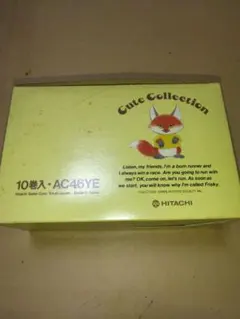 Cute Collection
Listen, my friends, I'm a born runner and
I always win a race. Are you going to run with
me? OK, come on, let's run. As soon as
we start, you will know why I'm called Freky.
10巻入・AC46YE
HITACHI